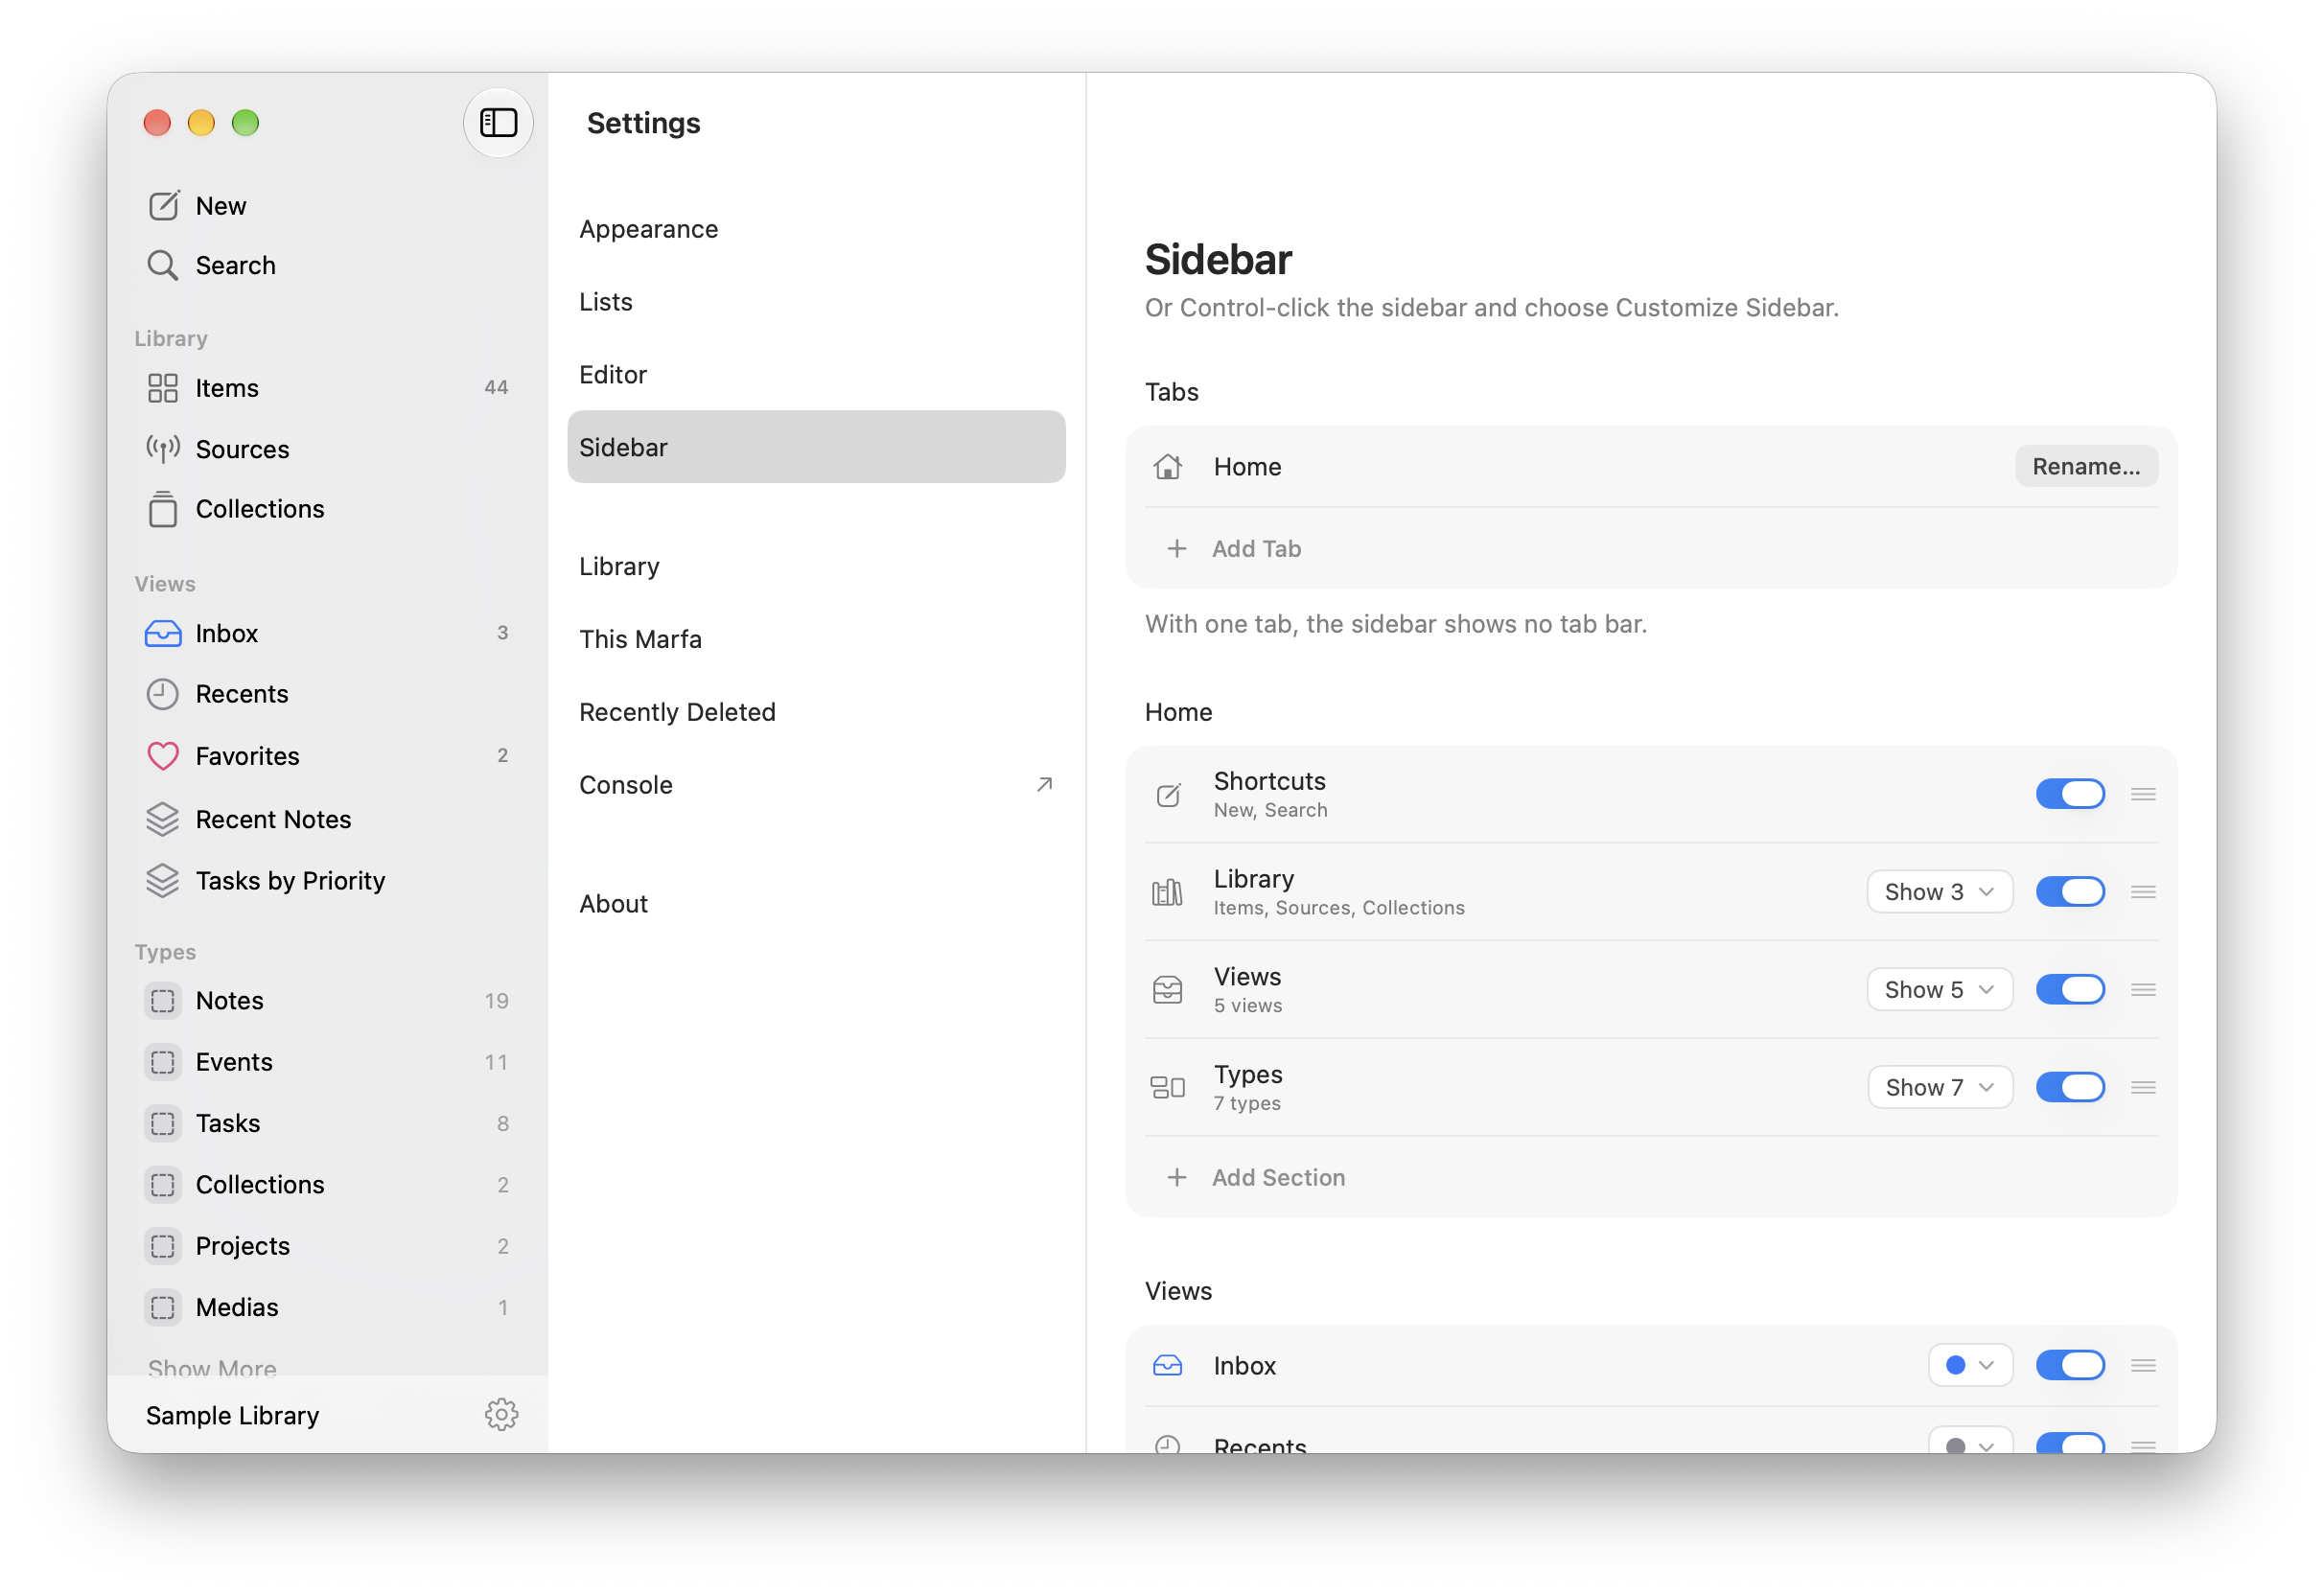 New
Search
Library
Items 44
Sources
Collections
Views
Inbox 3
Recents
Favorites 2
Recent Notes
Tasks by Priority
Types
Notes 19
Events 11
Tasks 8
Collections 2
Projects 2
Medias 1
Show More
Sample Library
Settings
Appearance
Lists
Editor
Sidebar
Library
This Marfa
Recently Deleted
Console
About
Sidebar
Or Control-click the sidebar and choose Customize Sidebar.
Tabs
Home Rename...
Add Tab
With one tab, the sidebar shows no tab bar.
Home
Shortcuts
New, Search
Library
Items, Sources, Collections
Show 3
Views
5 views
Show 5
Types
7 types
Show 7
Add Section
Views
Inbox
Recents